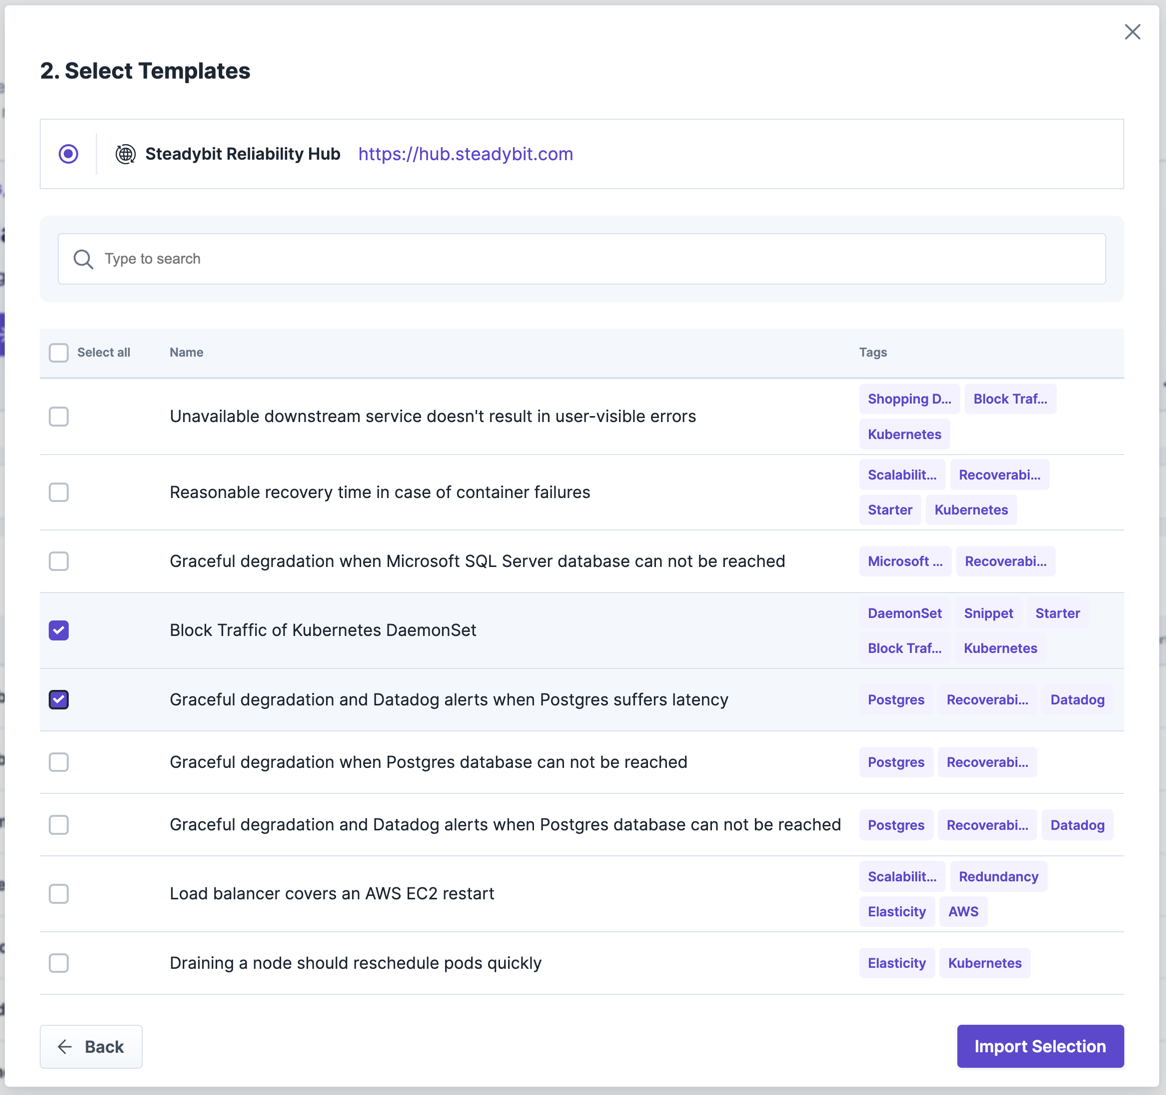 2. Select Templates
Steadybit Reliability Hub https://hub.steadybit.com
Type to search
Select all Name Tags
Unavailable downstream service doesn't result in user-visible errors
Shopping D... Block Traf...
Kubernetes
Reasonable recovery time in case of container failures
Scalabilit... Recoverabi...
Starter Kubernetes
Graceful degradation when Microsoft SQL Server database can not be reached
Microsoft ... Recoverabi...
Block Traffic of Kubernetes DaemonSet
DaemonSet Snippet Starter
Block Traf... Kubernetes
Graceful degradation and Datadog alerts when Postgres suffers latency
Postgres Recoverabi... Datadog
Graceful degradation when Postgres database can not be reached
Postgres Recoverabi...
Graceful degradation and Datadog alerts when Postgres database can not be reached
Postgres Recoverabi... Datadog
Load balancer covers an AWS EC2 restart
Scalabilit... Redundancy
Elasticity AWS
Draining a node should reschedule pods quickly
Elasticity Kubernetes
Back Import Selection